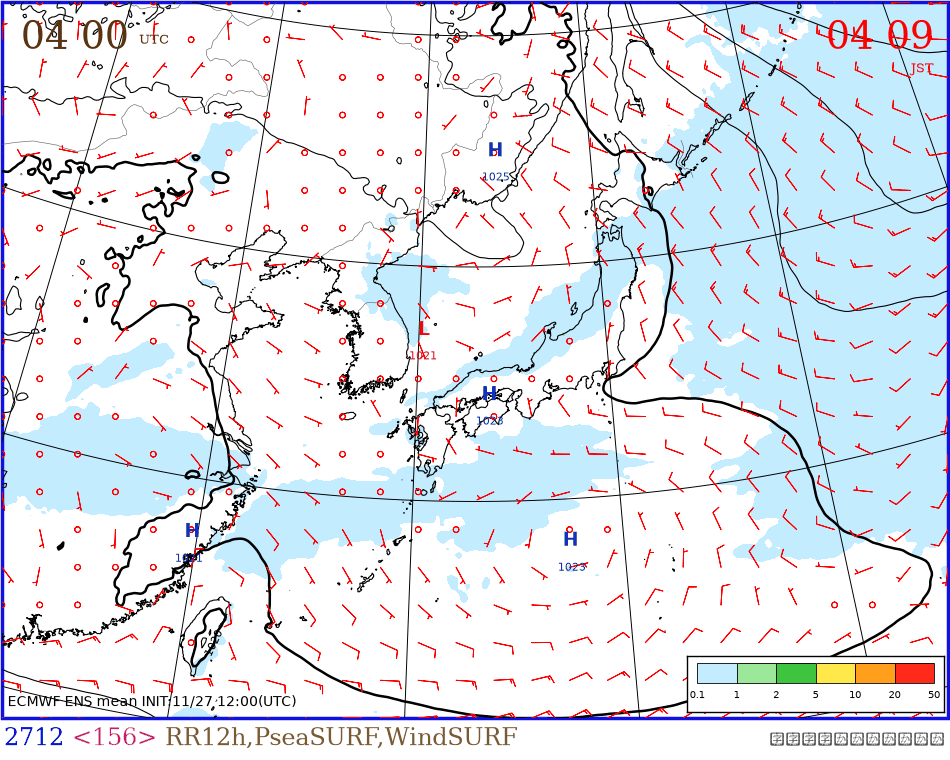 04 00 UTC
04 09
JST
H
1025
L
1021
H
1023
H
H
1023
0.1 1 2 5 10 20 50
ECMWF ENS mean INIT:11/27,12:00(UTC)
2712 <156> RR12h,PseaSURF,WindSURF